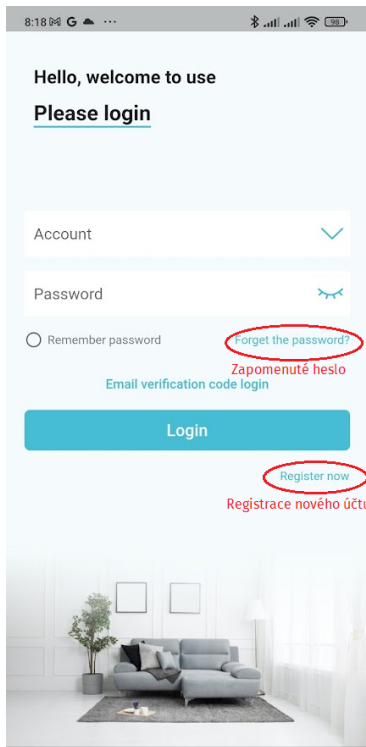 8:18 G ... 98
Hello, welcome to use
Please login
Account
Password
Remember password Forget the password?
Zapomenuté heslo
Email verification code login
Login
Register now
Registrace nového účtu